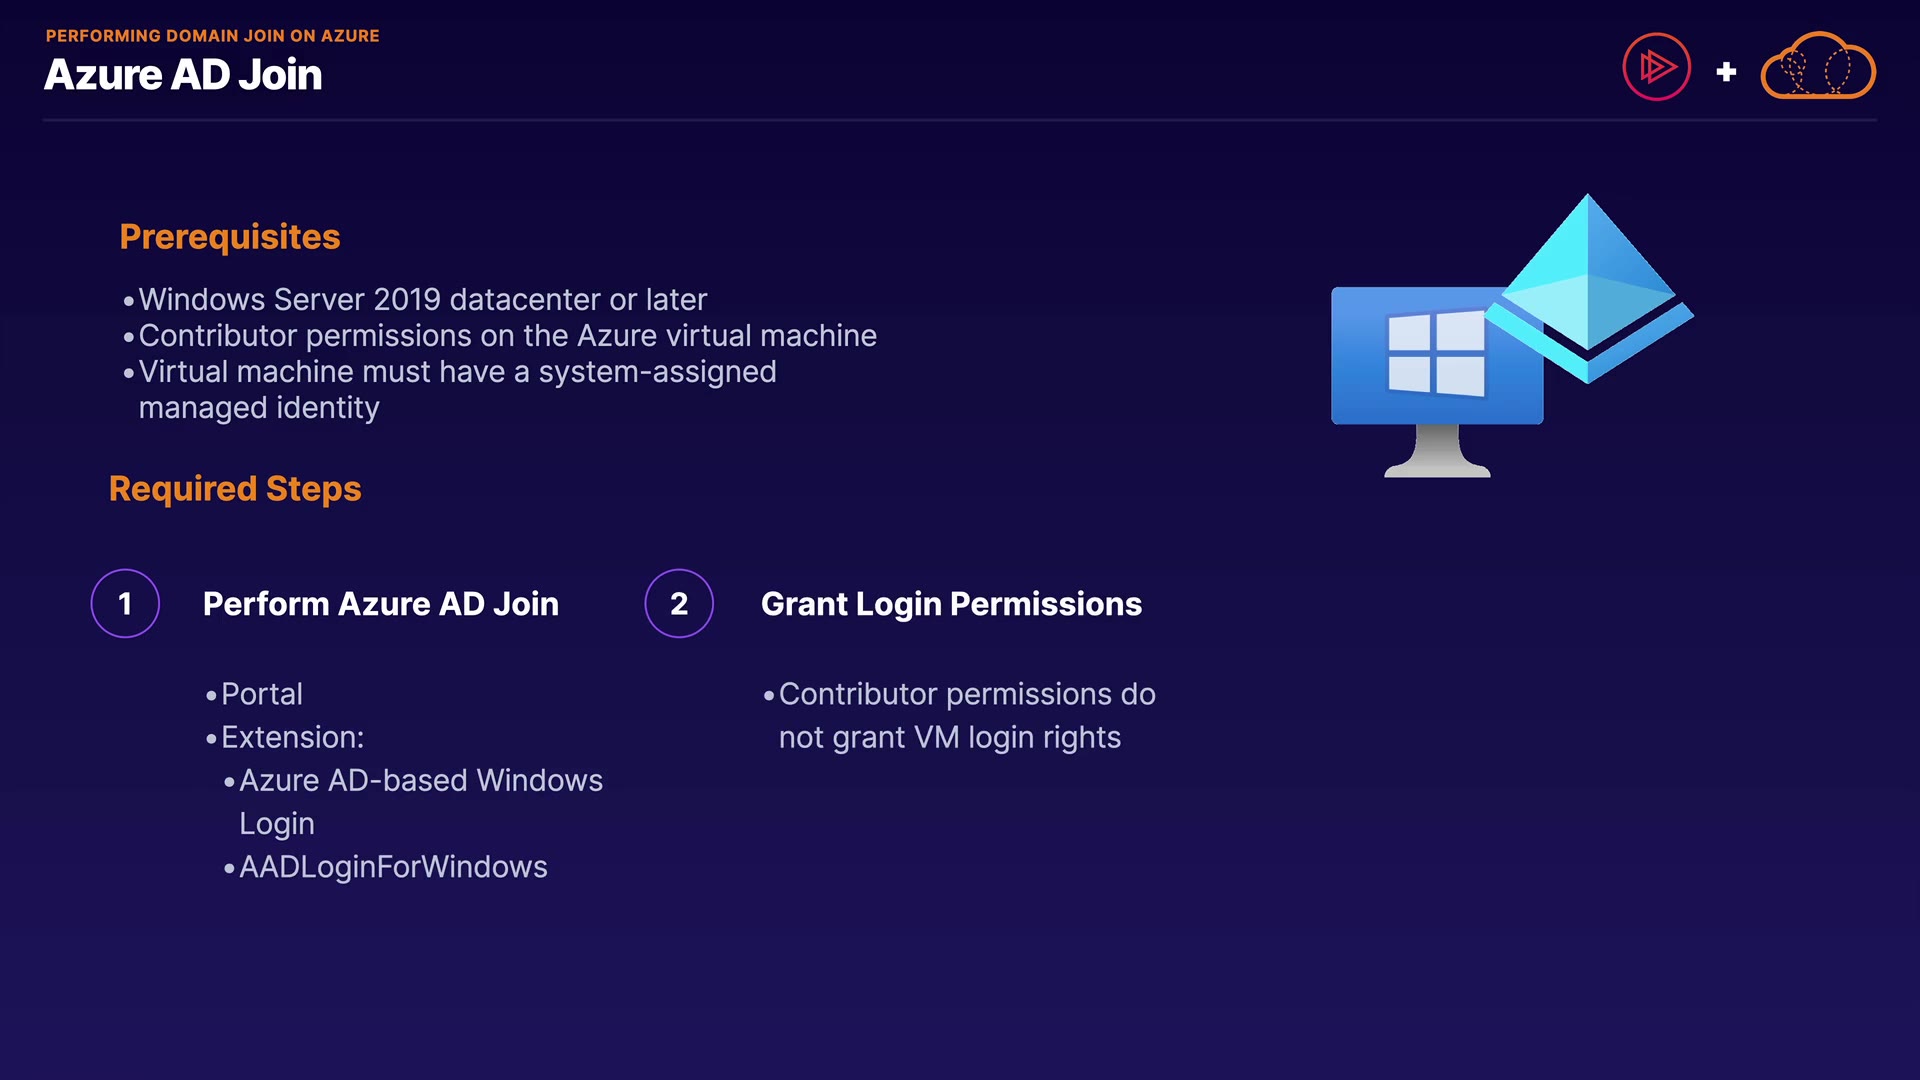 PERFORMING DOMAIN JOIN ON AZURE
Azure AD Join
+
Prerequisites
•Windows Server 2019 datacenter or later
•Contributor permissions on the Azure virtual machine
•Virtual machine must have a system-assigned
managed identity
Required Steps
1 Perform Azure AD Join
•Portal
•Extension:
•Azure AD-based Windows
Login
•AADLoginForWindows
2 Grant Login Permissions
•Contributor permissions do
not grant VM login rights